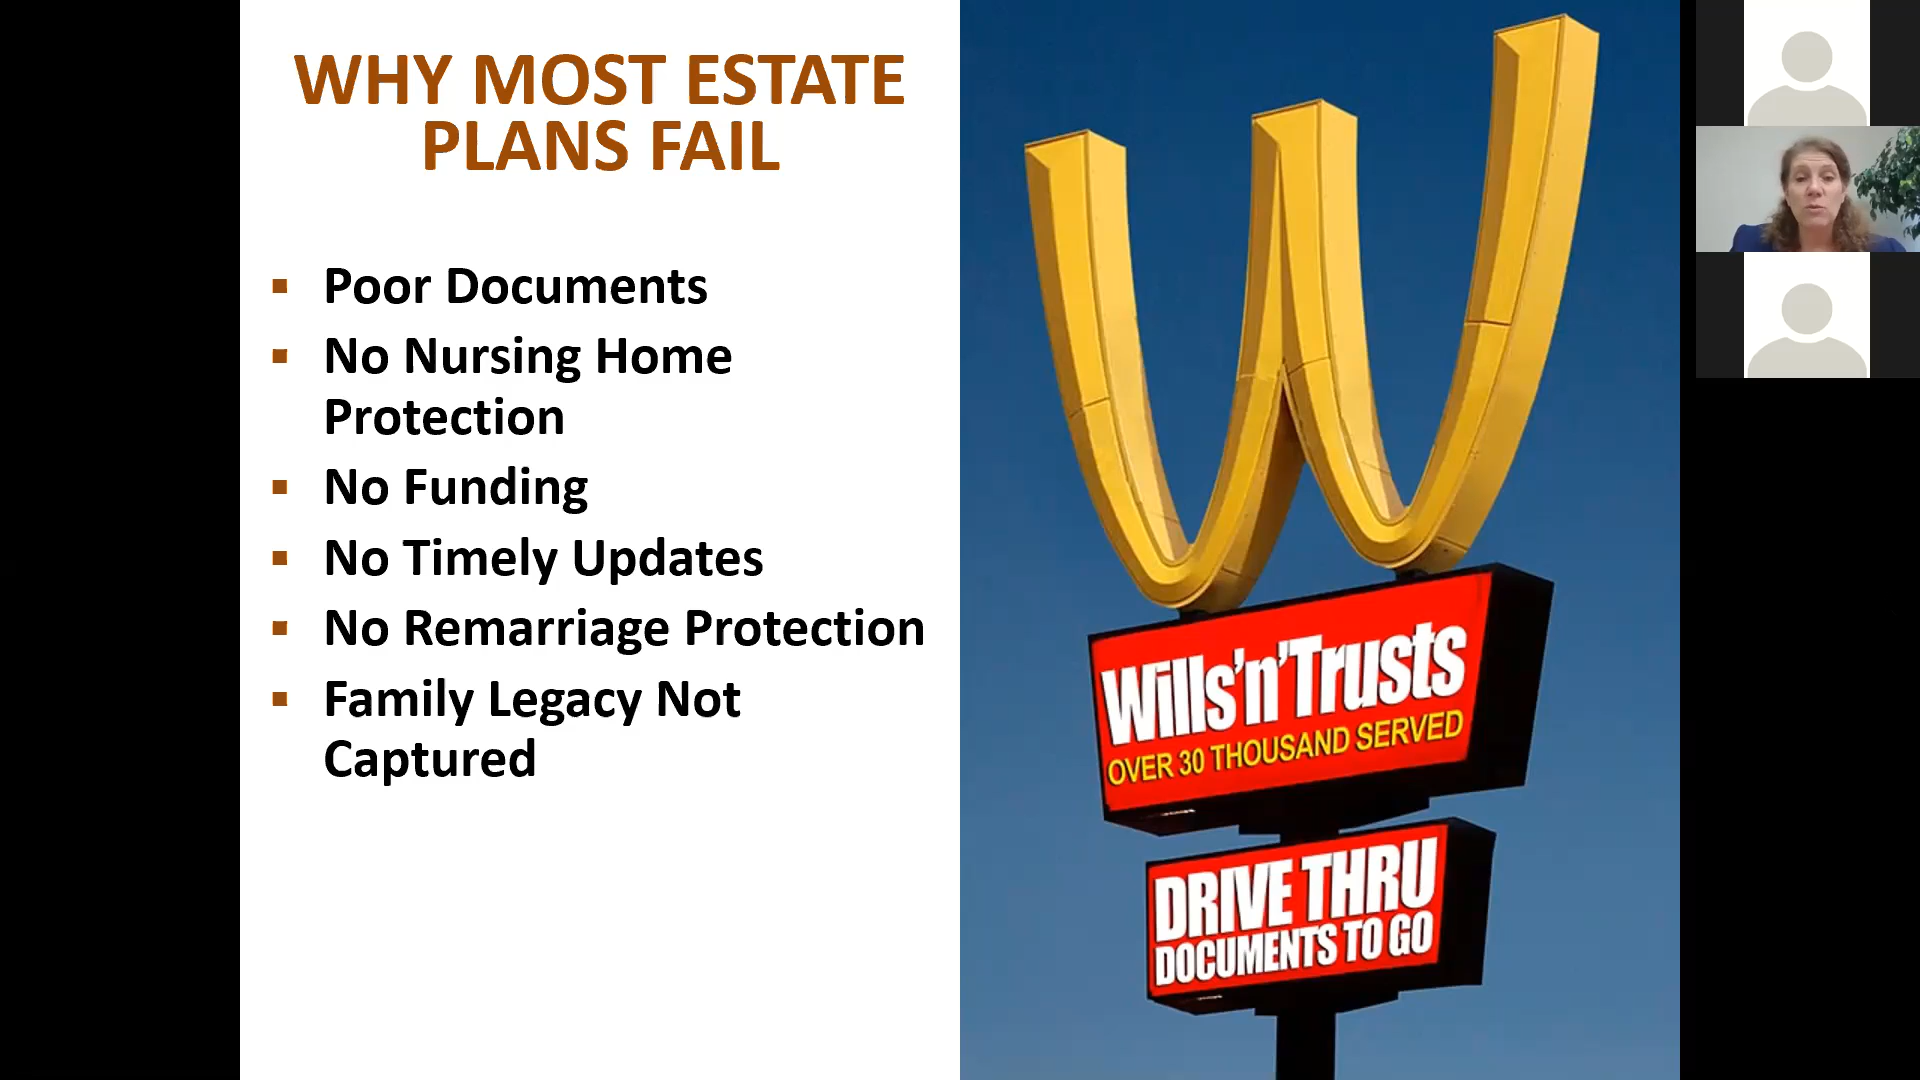 WHY MOST ESTATE
PLANS FAIL
▪ Poor Documents
▪ No Nursing Home
Protection
▪ No Funding
▪ No Timely Updates
▪ No Remarriage Protection
▪ Family Legacy Not
Captured
Wills'n'Trusts
OVER 30 THOUSAND SERVED
DRIVE THRU
DOCUMENTS TO GO